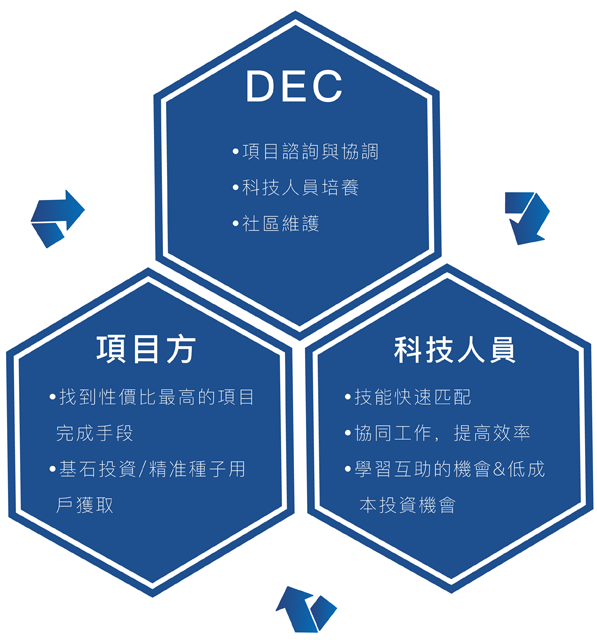 DEC
•項目諮詢與協調
•科技人員培養
•社區維護
項目方
•找到性價比最高的項目
完成手段
•基石投資/精准種子用
戶獲取
科技人員
•技能快速匹配
•協同工作，提高效率
•學習互助的機會&低成
本投資機會